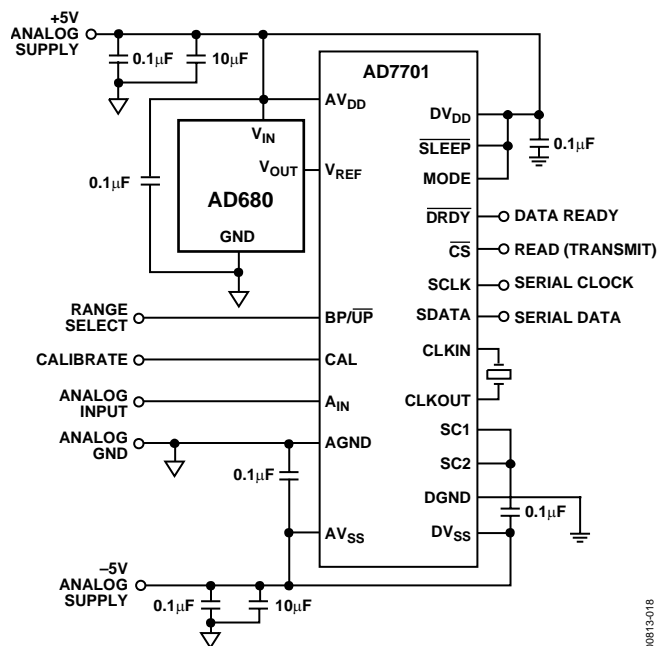 +5V
ANALOG
SUPPLY
0.1µF
10µF
AD7701
AVDD
DVDD
VIN
SLEEP
0.1µF
VOUT
VREF
MODE
0.1µF
AD680
DRDY
DATA READY
GND
CS
READ (TRANSMIT)
SCLK
SERIAL CLOCK
RANGE
SELECT
BP/UP
SDATA
SERIAL DATA
CLKIN
CALIBRATE
CAL
ANALOG
INPUT
AIN
CLKOUT
ANALOG
GND
AGND
SC1
SC2
0.1µF
DGND
0.1µF
AVSS
DVSS
–5V
ANALOG
SUPPLY
0.1µF
10µF
00813-018